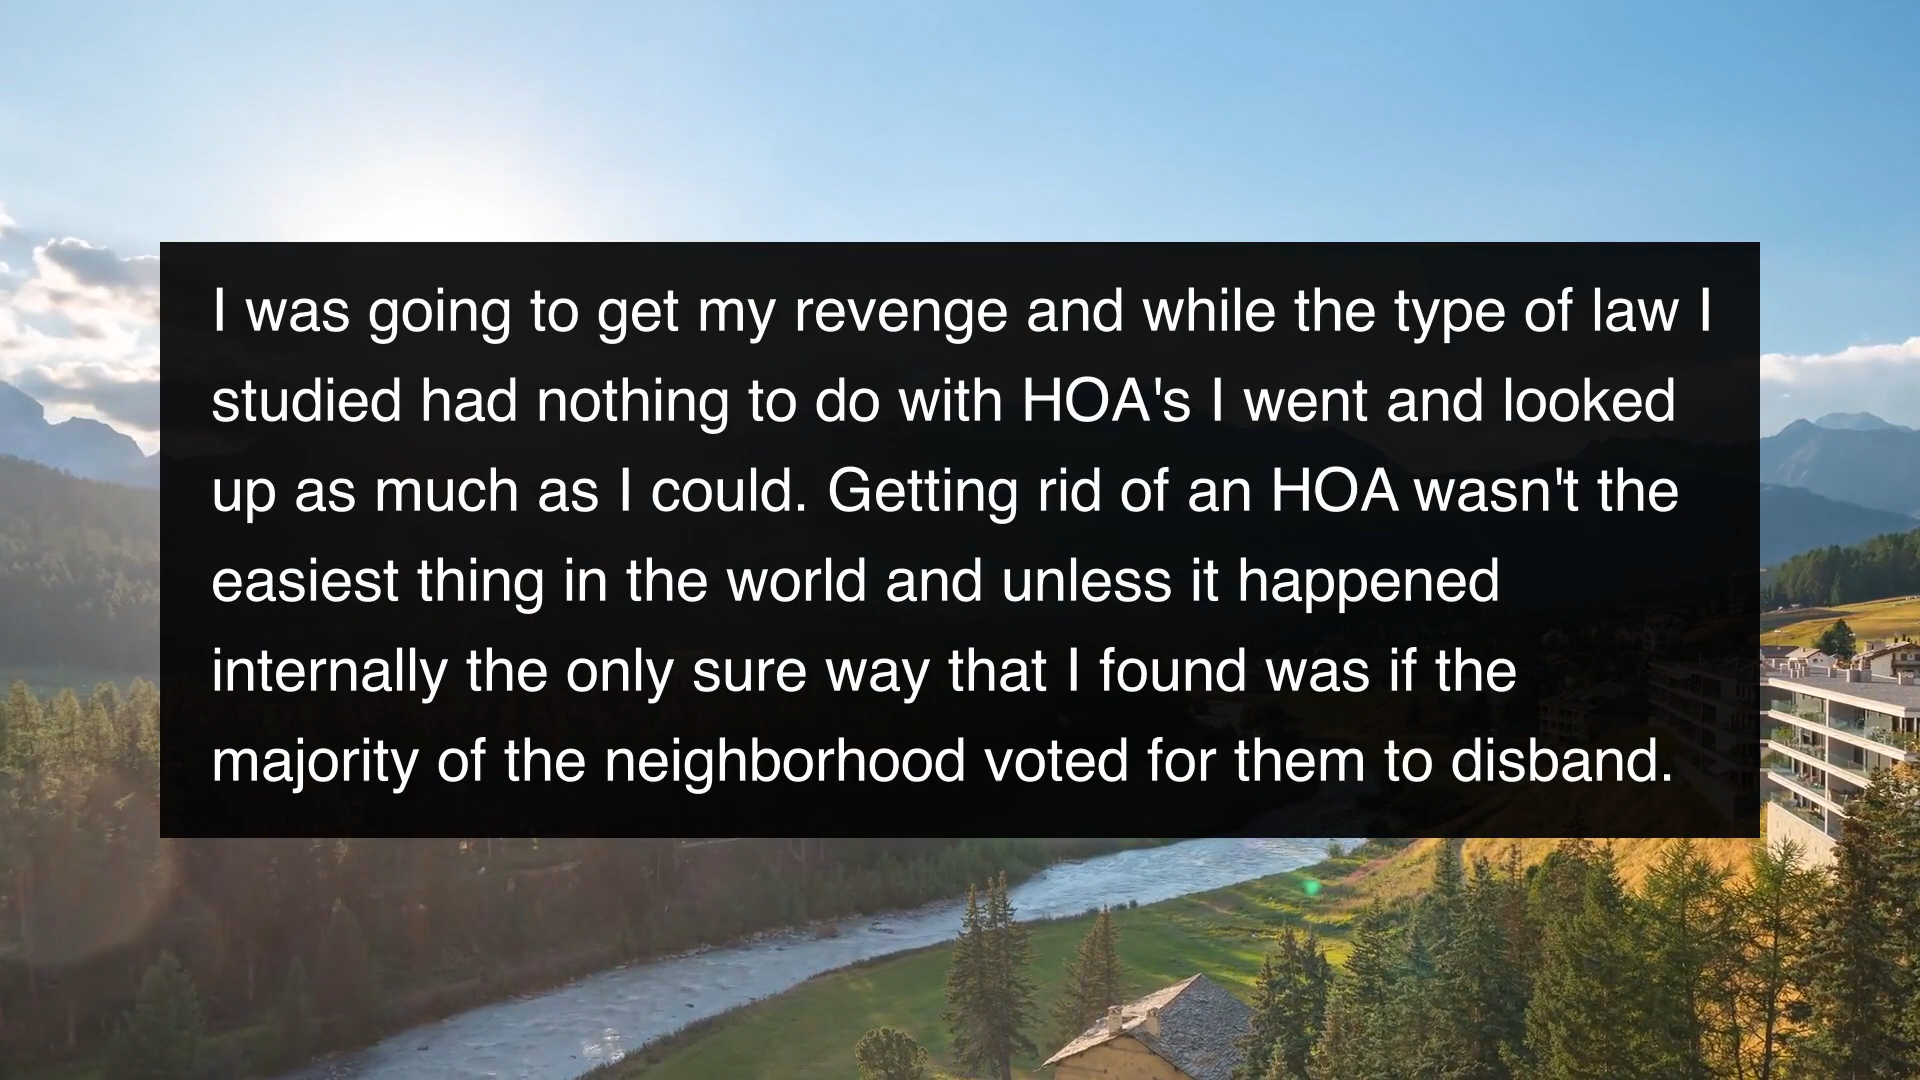 I was going to get my revenge and while the type of law I
studied had nothing to do with HOA's I went and looked
up as much as I could. Getting rid of an HOA wasn't the
easiest thing in the world and unless it happened
internally the only sure way that I found was if the
majority of the neighborhood voted for them to disband.